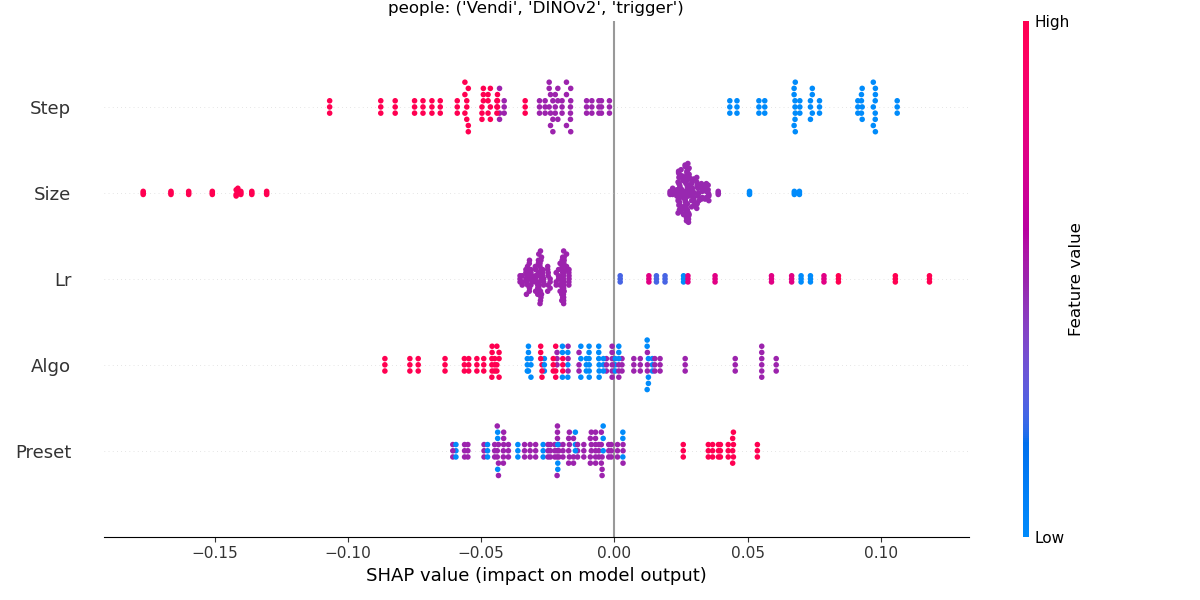 people: ('Vendi', 'DINOv2', 'trigger')
High
Step
Size
Lr
Algo
Preset
Feature value
Low
−0.15 −0.10 −0.05 0.00 0.05 0.10
SHAP value (impact on model output)